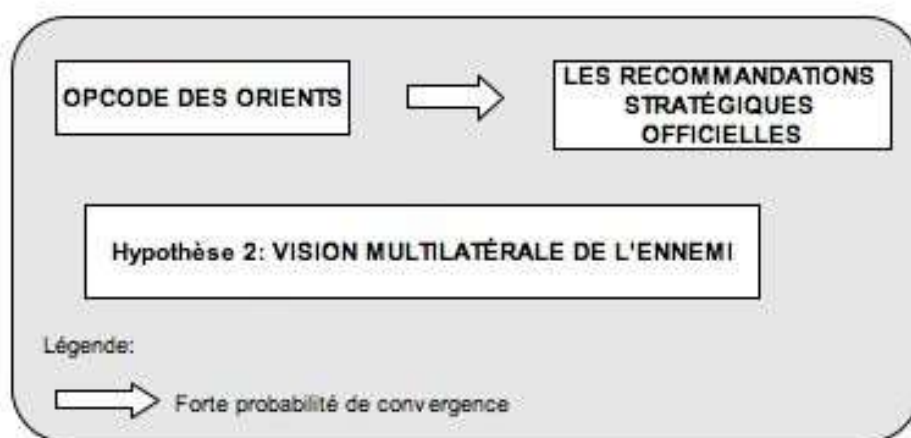 OPCODE DES ORIENTS
LES RECOMMANDATIONS
STRATÉGIQUES
OFFICIELLES
Hypothèse 2: VISION MULTILATÉRALE DE L'ENNEMI
Légende:
Forte probabilité de convergence